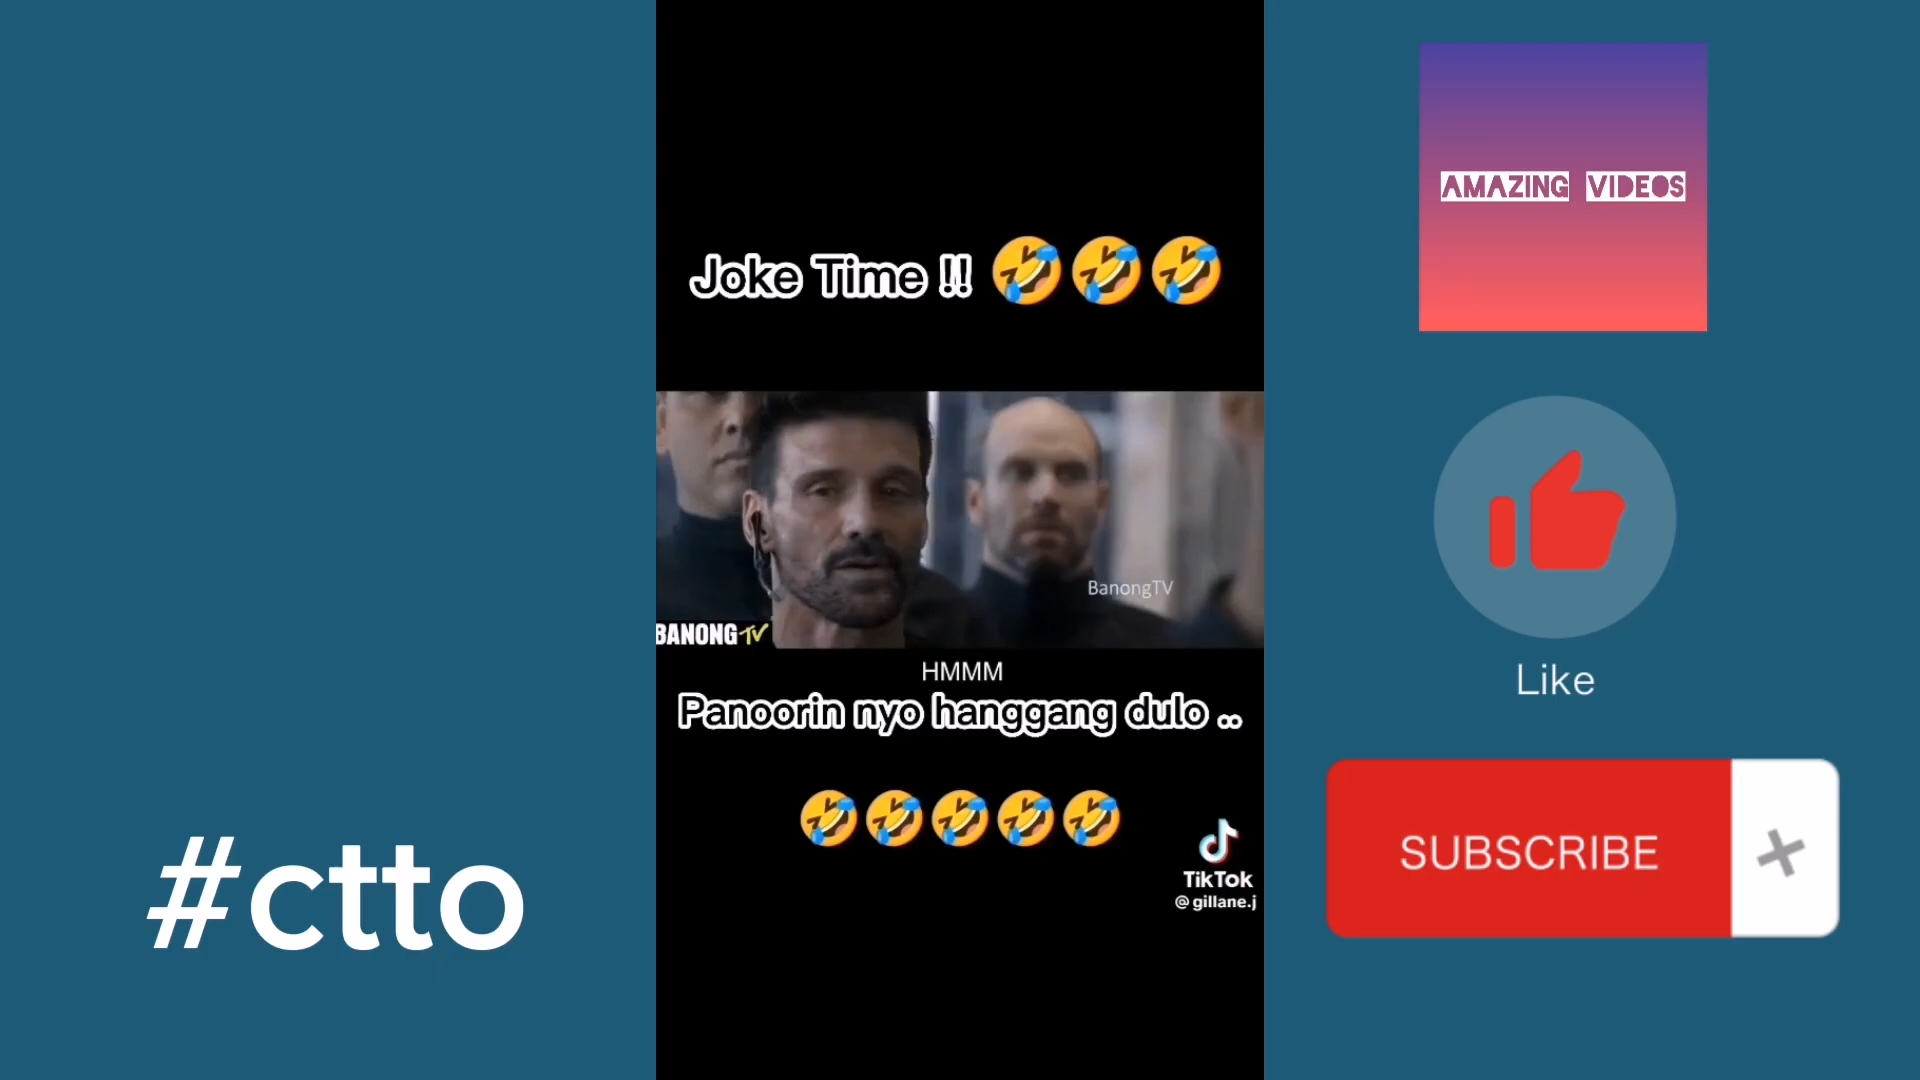 AMAZING VIDEOS
Joke Time !! 🤣🤣🤣
BanongTV
BANONG TV
HMMM
Panoorin nyo hanggang dulo ..
🤣🤣🤣🤣🤣
TikTok
@gillane.j
#ctto
Like
SUBSCRIBE